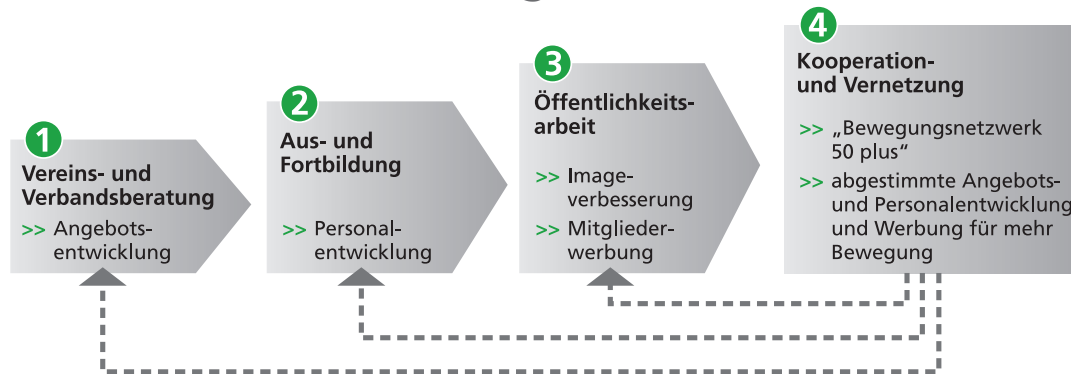 1
Vereins- und
Verbandsberatung
>> Angebots-
entwicklung
2
Aus- und
Fortbildung
>> Personal-
entwicklung
3
Öffentlichkeits-
arbeit
>> Image-
verbesserung
>> Mitglieder-
werbung
4
Kooperation-
und Vernetzung
>> „Bewegungsnetzwerk
50 plus“
>> abgestimmte Angebots-
und Personalentwicklung
und Werbung für mehr
Bewegung